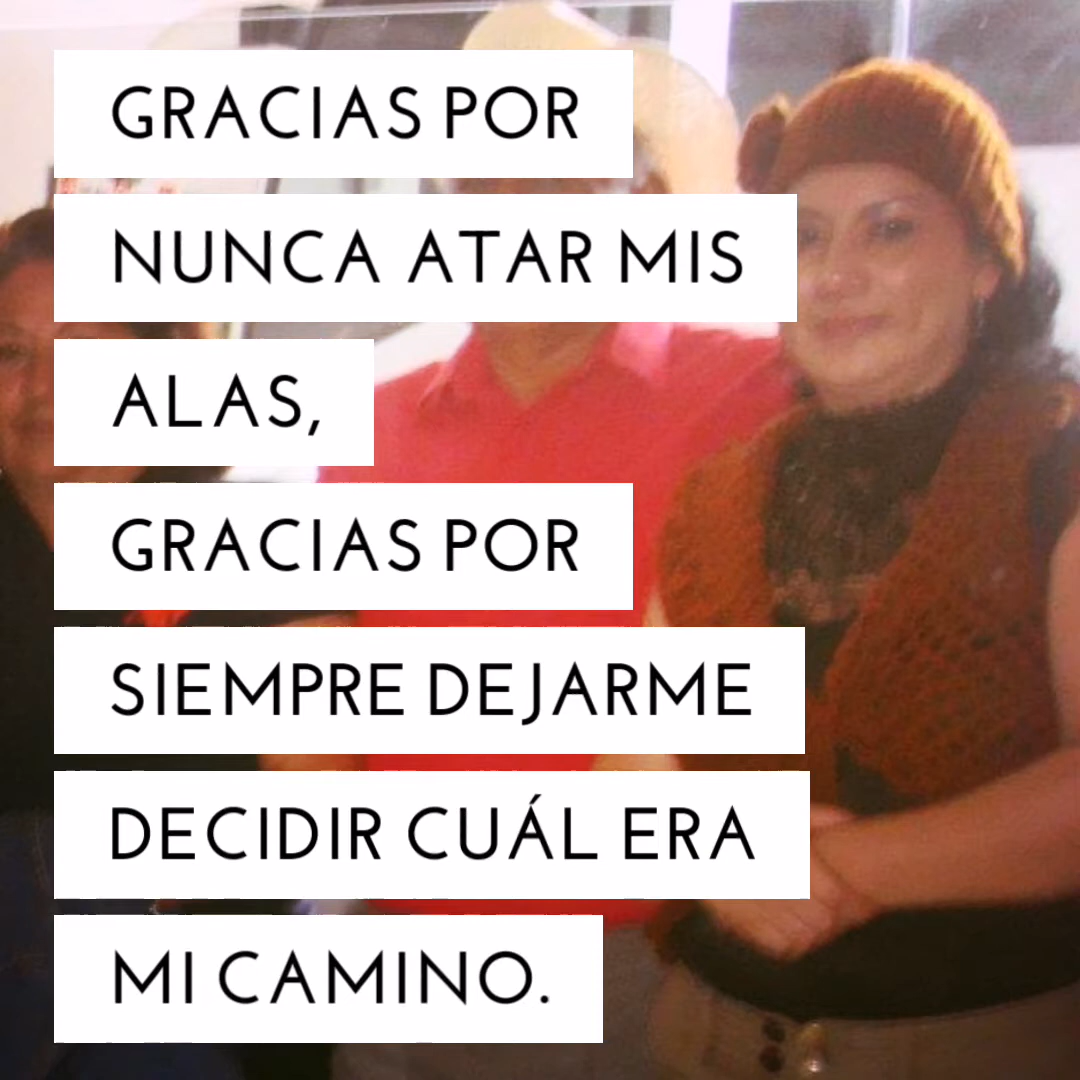 GRACIAS POR
NUNCA ATAR MIS
ALAS,
GRACIAS POR
SIEMPRE DEJARME
DECIDIR CUÁL ERA
MI CAMINO.